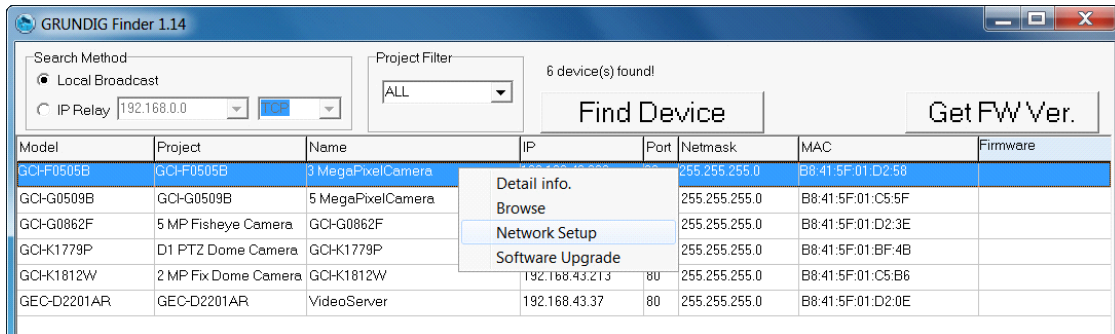 GRUNDIG Finder 1.14
Search Method
Local Broadcast
IP Relay 192.168.0.0 TCP
Project Filter
ALL
6 device(s) found!
Find Device
Get FW Ver.
Model Project Name IP Port Netmask MAC Firmware
GCI-F0505B GCI-F0505B 3 MegaPixelCamera 255.255.255.0 B8:41:5F:01:D2:58
GCI-G0509B GCI-G0509B 5 MegaPixelCamera 255.255.255.0 B8:41:5F:01:C5:5F
GCI-G0862F 5 MP Fisheye Camera GCI-G0862F 255.255.255.0 B8:41:5F:01:D2:3E
GCI-K1779P D1 PTZ Dome Camera GCI-K1779P 255.255.255.0 B8:41:5F:01:BF:4B
GCI-K1812W 2 MP Fix Dome Camera GCI-K1812W 192.168.43.213 80 255.255.255.0 B8:41:5F:01:C5:B6
GEC-D2201AR GEC-D2201AR VideoServer 192.168.43.37 80 255.255.255.0 B8:41:5F:01:D2:0E
Detail info.
Browse
Network Setup
Software Upgrade